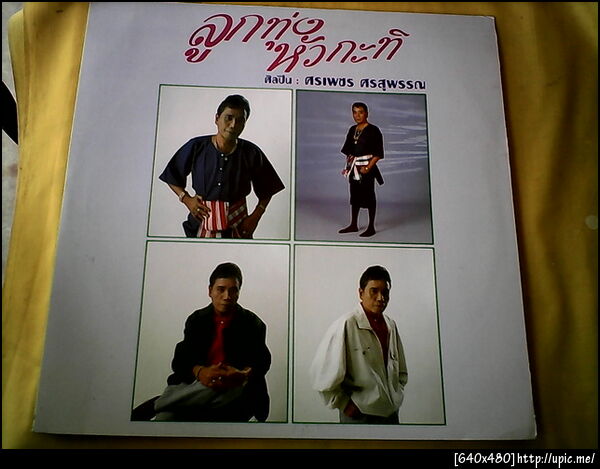 ลูกทุ่ง
หัวกะทิ
ศิลปิน : ศรเพชร ศรสุพรรณ
[640x480]http://upic.me/